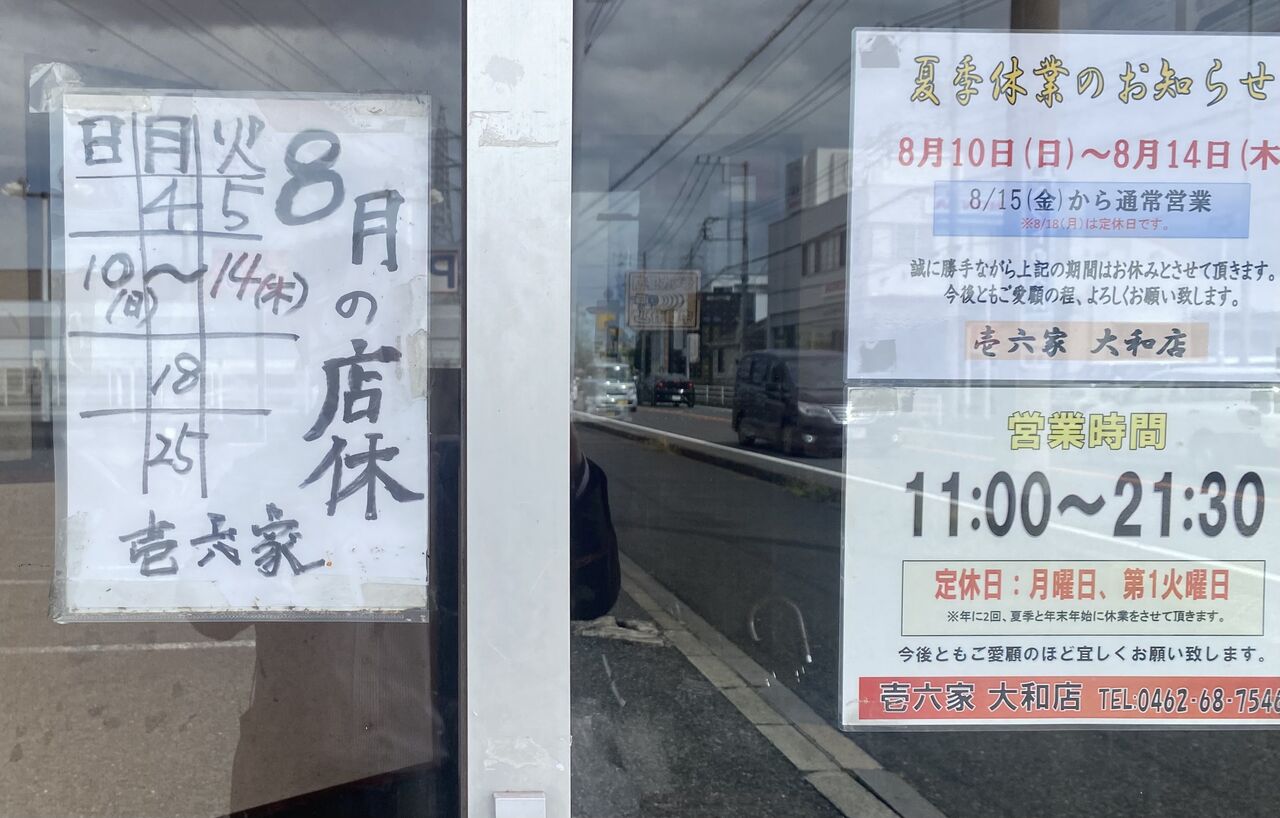 日 月 火
4 5
10(日)〜14(木)
18
25
8月の店休
壱六家
夏季休業のお知らせ
8月10日(日)〜8月14日(木
8/15(金)から通常営業
※8/18(月)は定休日です。
誠に勝手ながら上記の期間はお休みとさせて頂きます。
今後ともご愛顧の程、よろしくお願い致します。
壱六家 大和店
営業時間
11:00〜21:30
定休日：月曜日、第1火曜日
※年に2回、夏季と年末年始に休業をさせて頂きます。
今後ともご愛顧のほど宜しくお願い致します。
壱六家 大和店 TEL:0462-68-7546
P